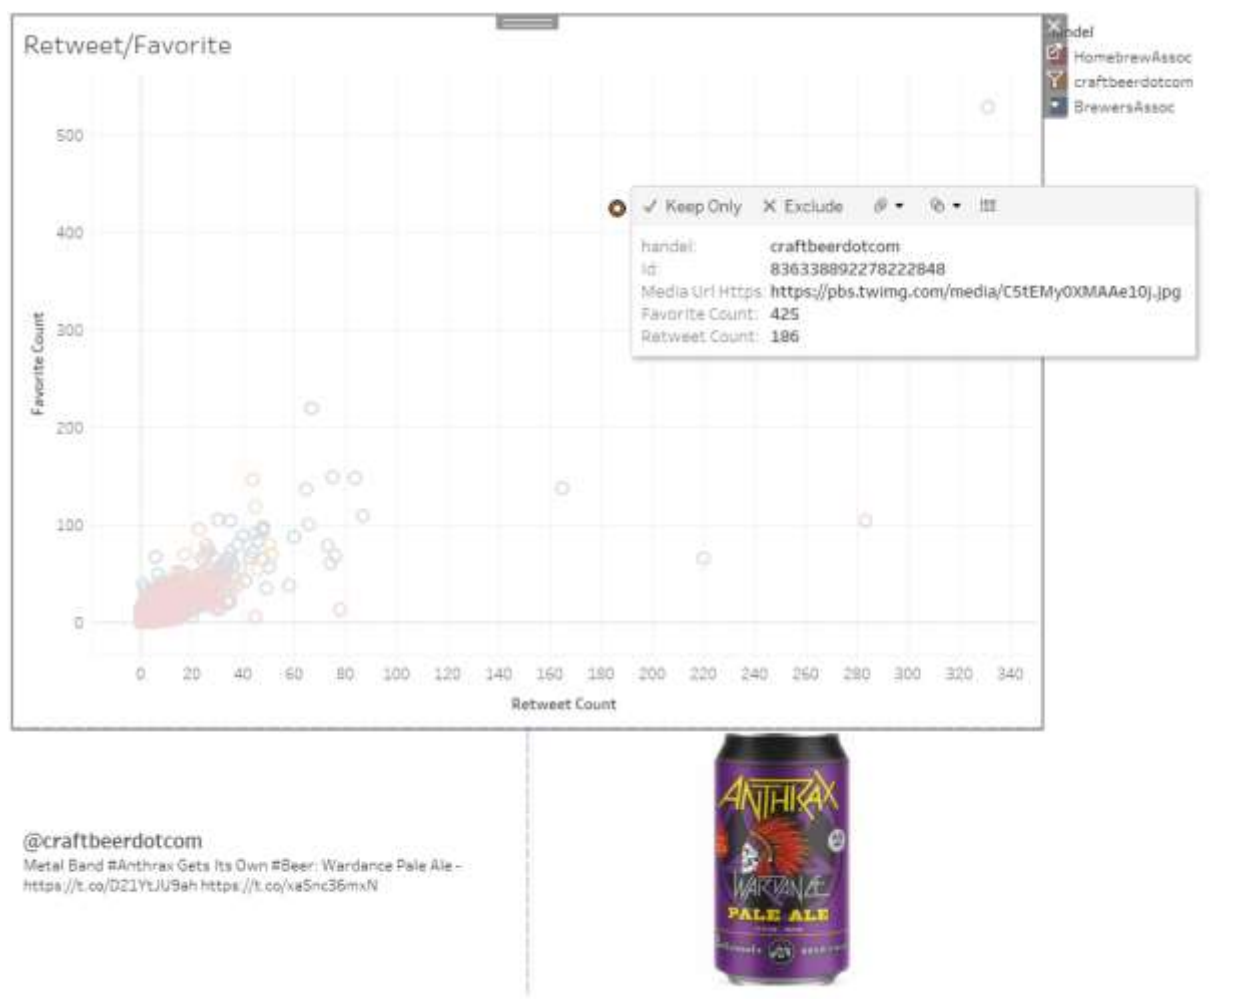 Retweet/Favorite
handel
HomebrewAssoc
craftbeerdotcom
BrewersAssoc
500
400
300
200
100
0
Favorite Count
Keep Only Exclude
handel: craftbeerdotcom
Id: 836338892278222848
Media Url Https: https://pbs.twimg.com/media/C5tEMy0XMAAe10j.jpg
Favorite Count: 425
Retweet Count: 186
0 20 40 60 80 100 120 140 160 180 200 220 240 260 280 300 320 340
Retweet Count
@craftbeerdotcom
Metal Band #Anthrax Gets Its Own #Beer: Wardance Pale Ale -
https://t.co/D21YtJU9ah https://t.co/xaSnc36mxN
ANTHRAX
WARDANCE
PALE ALE